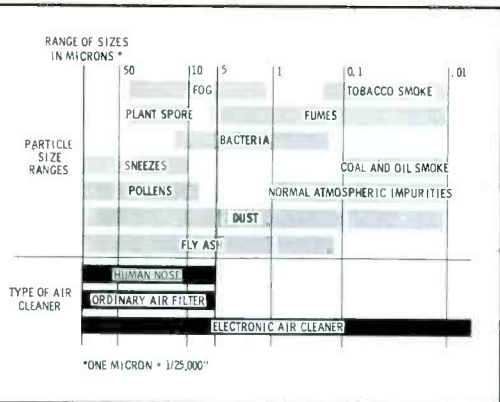 RANGE OF SIZES
IN MICRONS *
50 10 5 1 0.1 .01
FOG TOBACCO SMOKE
PLANT SPORE FUMES
BACTERIA
PARTICLE
SIZE
RANGES
SNEEZES COAL AND OIL SMOKE
POLLENS NORMAL ATMOSPHERIC IMPURITIES
DUST
FLY ASH
HUMAN NOSE
TYPE OF AIR
CLEANER
ORDINARY AIR FILTER
ELECTRONIC AIR CLEANER
*ONE MICRON = 1/25,000"